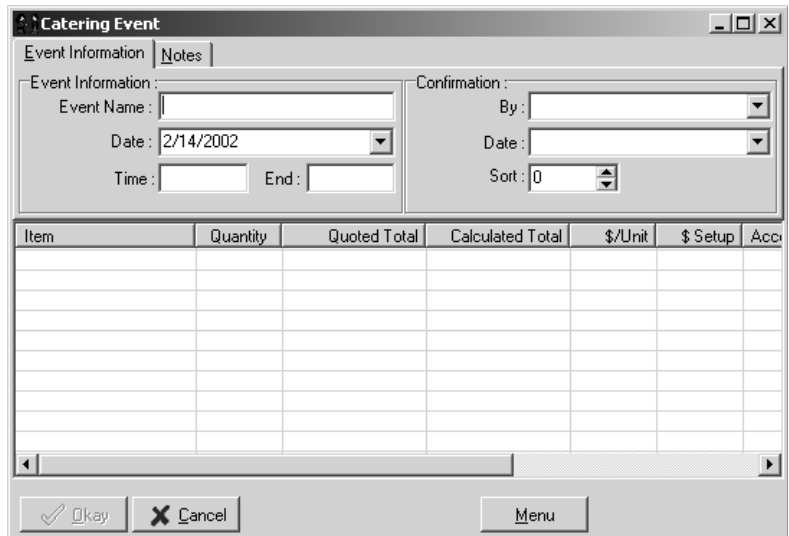 Catering Event
Event Information Notes
Event Information :
Event Name :
Date : 2/14/2002
Time : End :
Confirmation :
By :
Date :
Sort : 0
Item Quantity Quoted Total Calculated Total $/Unit $ Setup Acc
Okay Cancel Menu